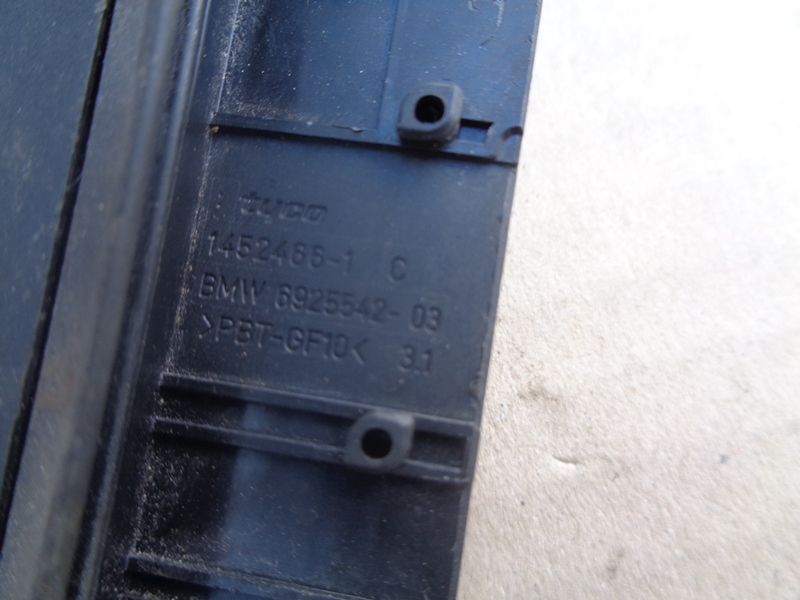 tyco
1452466-1 C
BMW 6925542-03
>PBT-GF10< 3.1